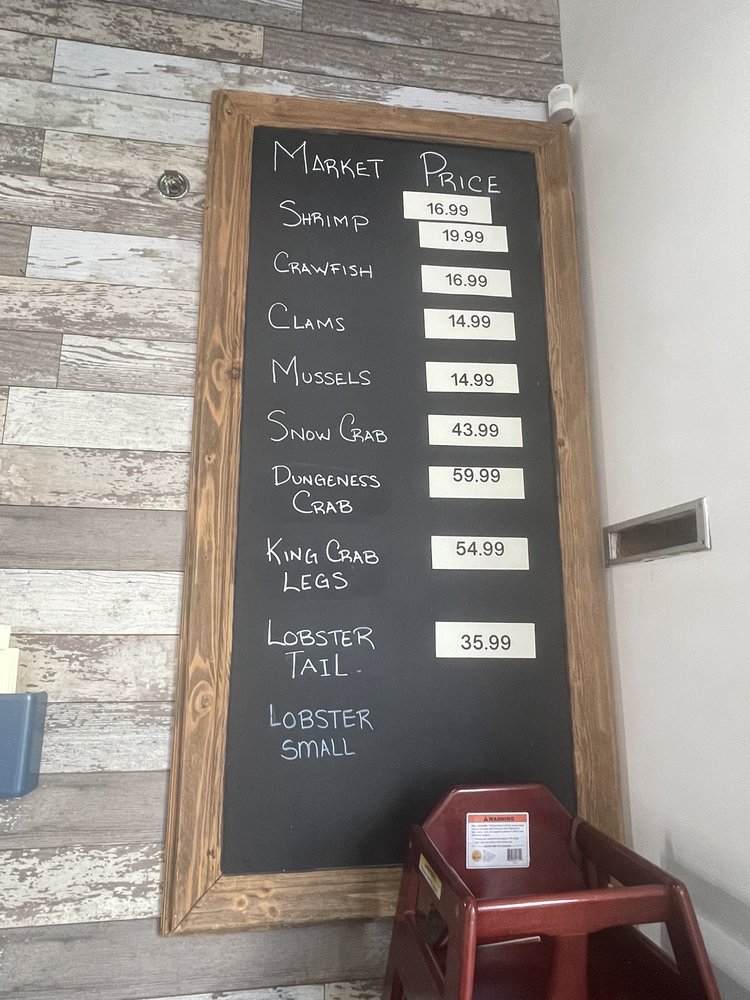 Market Price
Shrimp 16.99
19.99
Crawfish 16.99
Clams 14.99
Mussels 14.99
Snow Crab 43.99
Dungeness 59.99
Crab
King Crab 54.99
Legs
Lobster 35.99
Tail.
Lobster
Small
WARNING